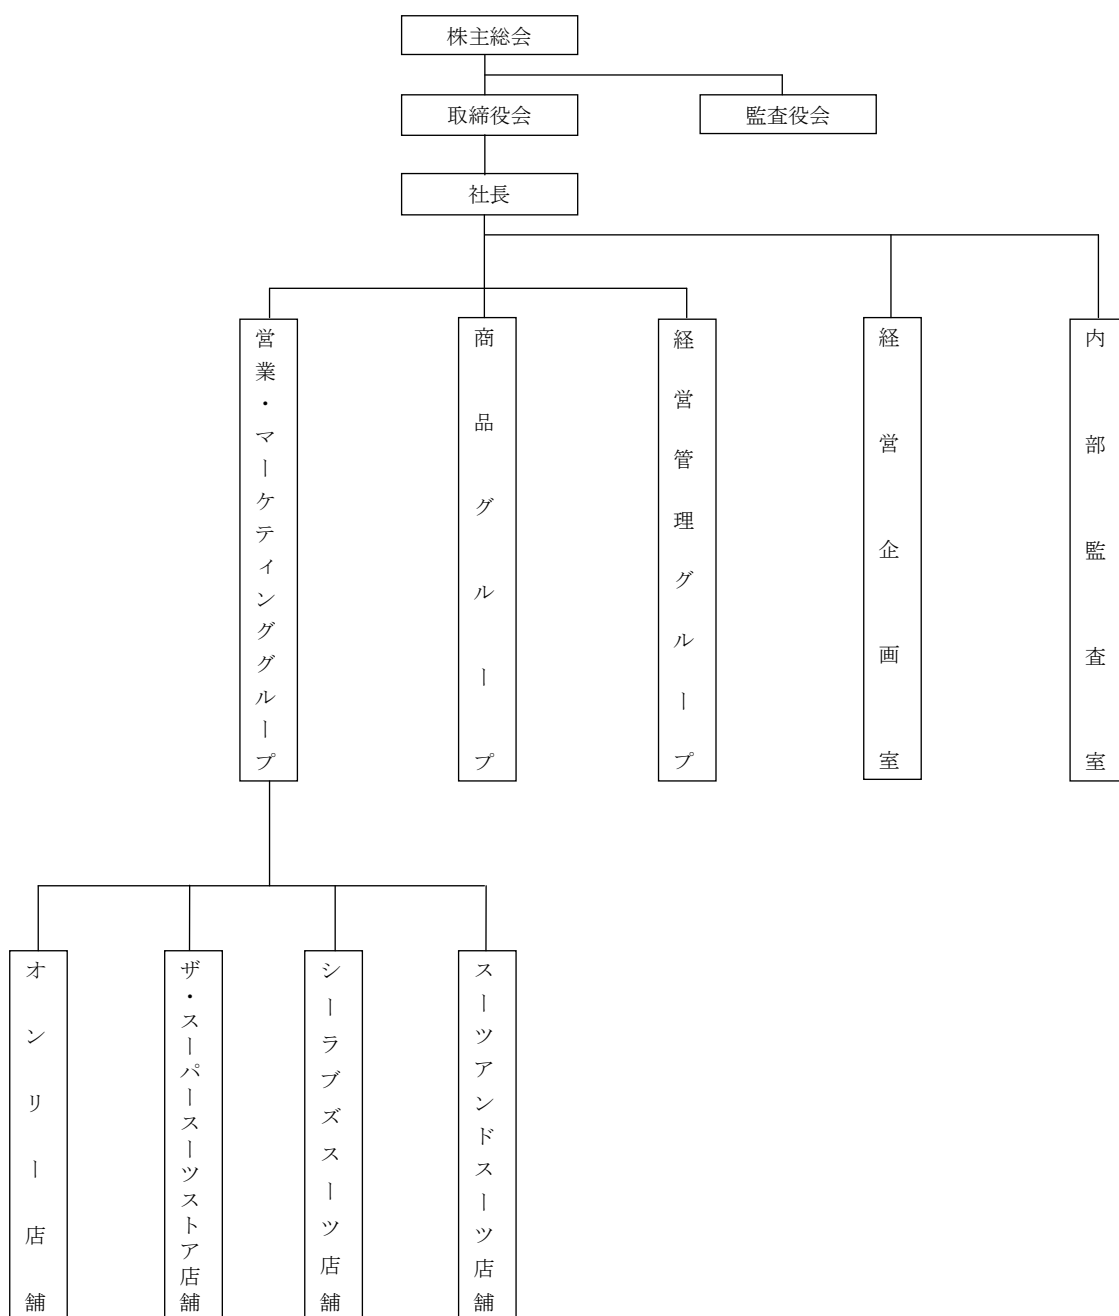 株主総会
取締役会
監査役会
社長
営業・マーケティンググループ
商品グループ
経営管理グループ
経営企画室
内部監査室
オンリー店舗
ザ・スーパースーツストア店舗
シーラブズスーツ店舗
スーツアンドスーツ店舗